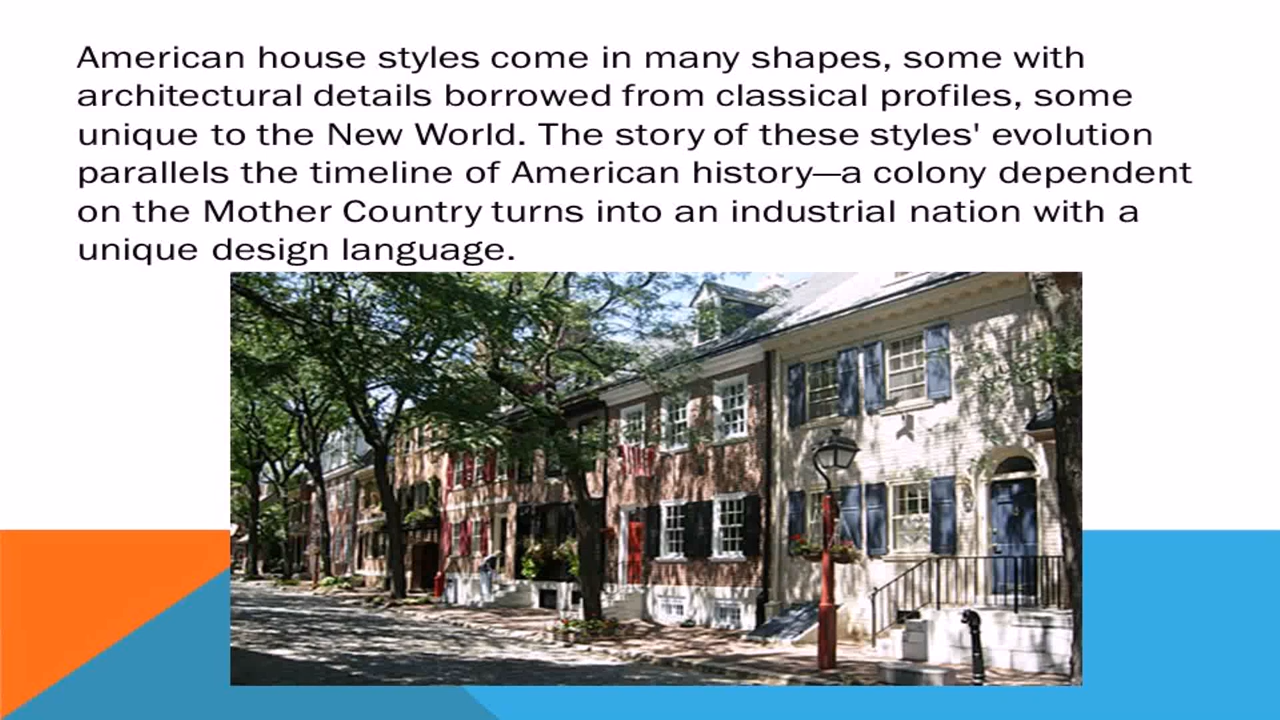 American house styles come in many shapes, some with
architectural details borrowed from classical profiles, some
unique to the New World. The story of these styles' evolution
parallels the timeline of American history—a colony dependent
on the Mother Country turns into an industrial nation with a
unique design language.